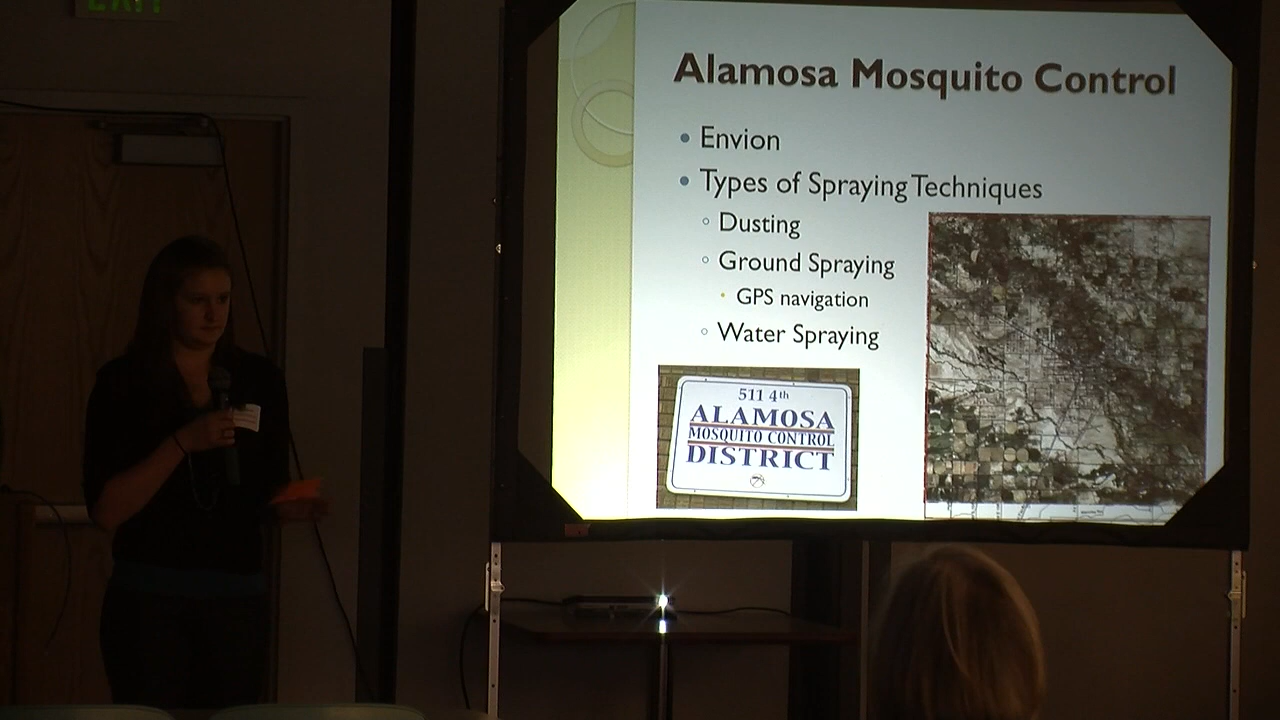 EXIT
Alamosa Mosquito Control
Envion
Types of Spraying Techniques
Dusting
Ground Spraying
GPS navigation
Water Spraying
511 4th
ALAMOSA
MOSQUITO CONTROL
DISTRICT